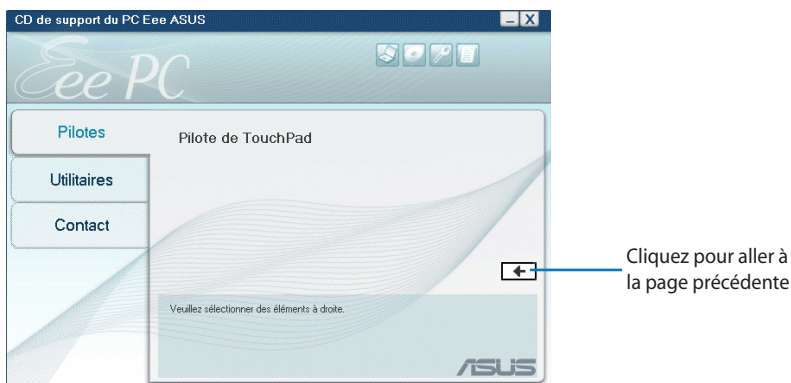 CD de support du PC Eee ASUS
Eee PC
Pilotes
Pilote de TouchPad
Utilitaires
Contact
Cliquez pour aller à
la page précédente
Veuillez sélectionner des éléments à droite.
ASUS